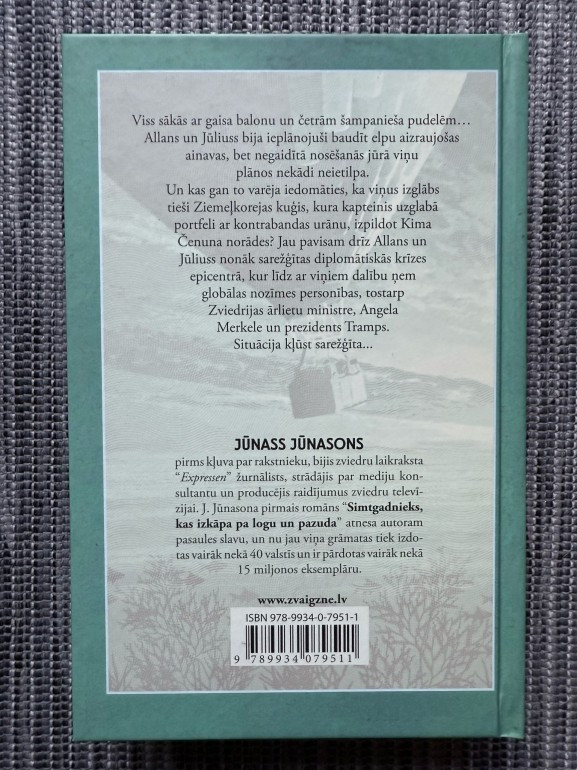 Viss sākās ar gaisa balonu un četrām šampanieša pudelēm…
Allans un Jūliuss bija ieplānojuši baudīt elpu aizraujošas
ainavas, bet negaidītā nosēšanās jūrā viņu
plānos nekādi neietilpa.
Un kas gan to varēja iedomāties, ka viņus izglābs
tieši Ziemeļkorejas kuģis, kura kapteinis uzglabā
portfeli ar kontrabandas urānu, izpildot Kima
Čenuna norādes? Jau pavisam drīz Allans un
Jūliuss nonāk sarežģītas diplomātiskās krīzes
epicentrā, kur līdz ar viņiem dalību ņem
globālas nozīmes personības, tostarp
Zviedrijas ārlietu ministre, Angela
Merkele un prezidents Tramps.
Situācija kļūst sarežģīta...
JŪNASS JŪNASONS
pirms kļuva par rakstnieku, bijis zviedru laikraksta
“Expressen” žurnālists, strādājis par mediju kon-
sultantu un producējis raidījumus zviedru televī-
zijai. J. Jūnasona pirmais romāns “Simtgadnieks,
kas izkāpa pa logu un pazuda” atnesa autoram
pasaules slavu, un nu jau viņa grāmatas tiek izdo-
tas vairāk nekā 40 valstīs un ir pārdotas vairāk nekā
15 miljonos eksemplāru.
www.zvaigzne.lv
ISBN 978-9934-0-7951-1
9 789934 079511